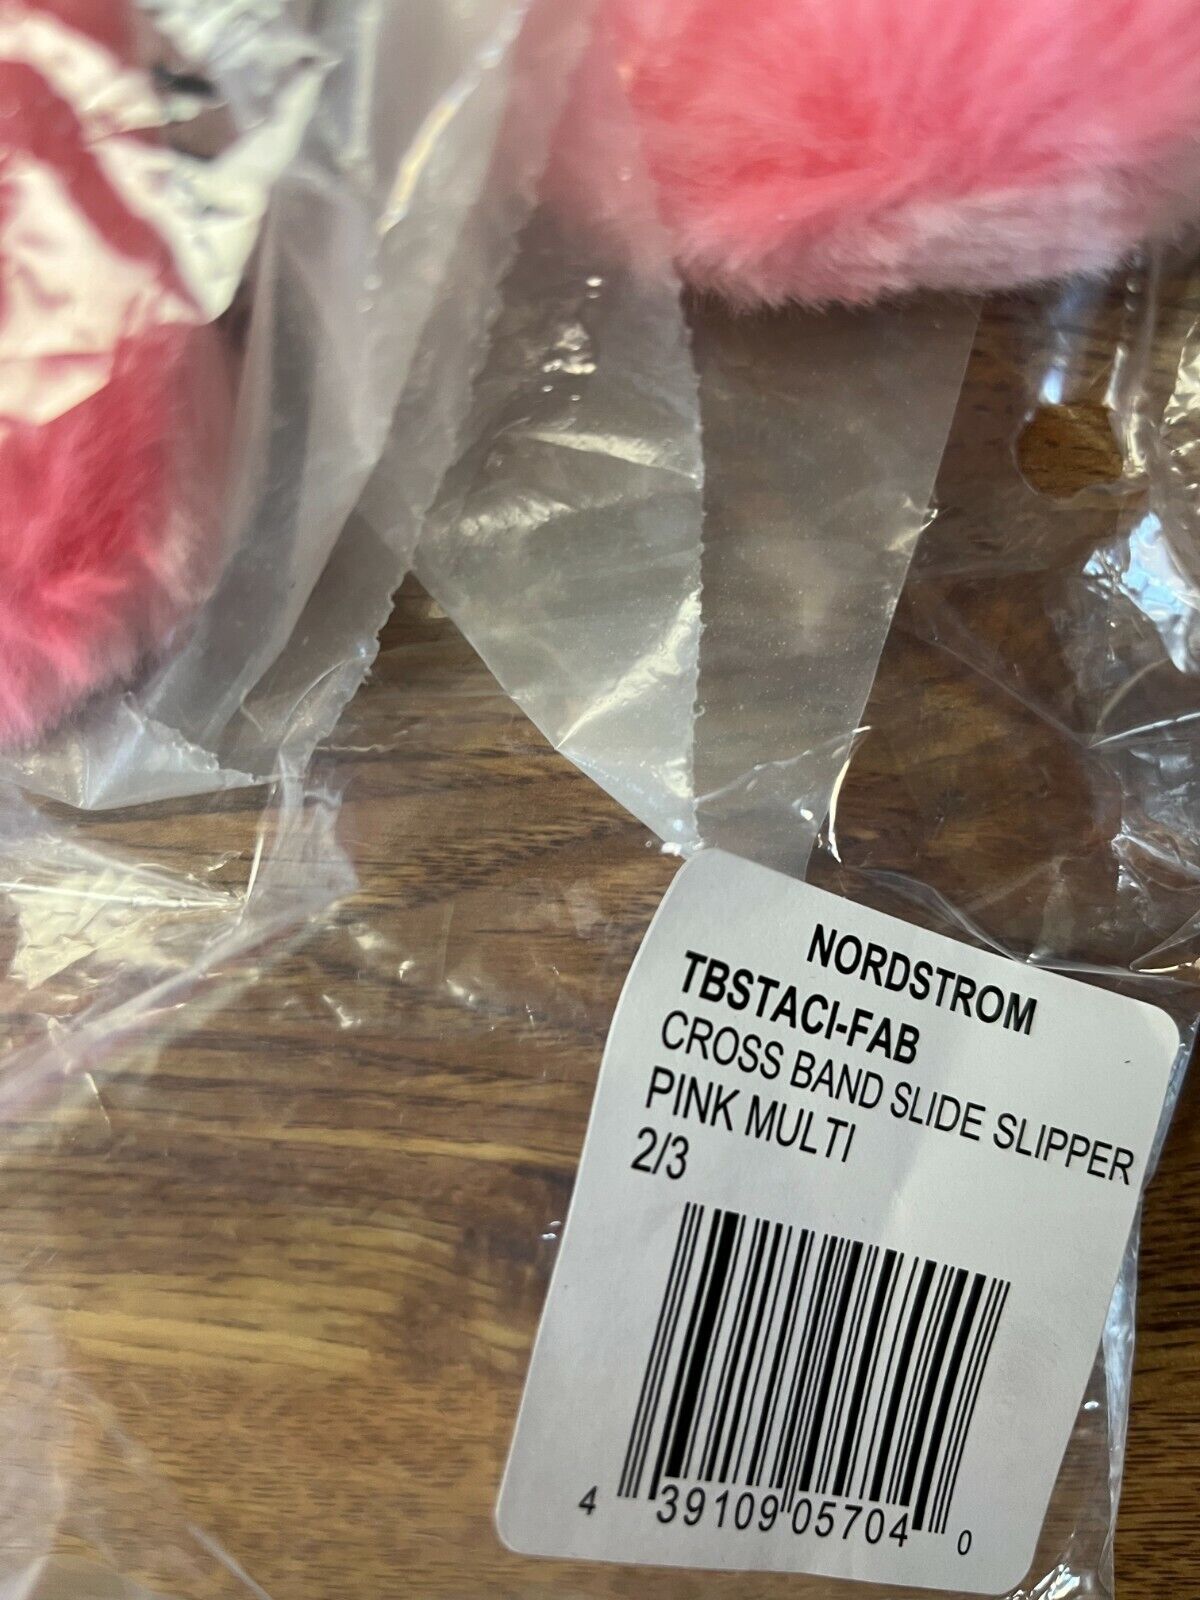 NORDSTROM
TBSTACI-FAB
CROSS BAND SLIDE SLIPPER
PINK MULTI
2/3
4 39109 05704 0